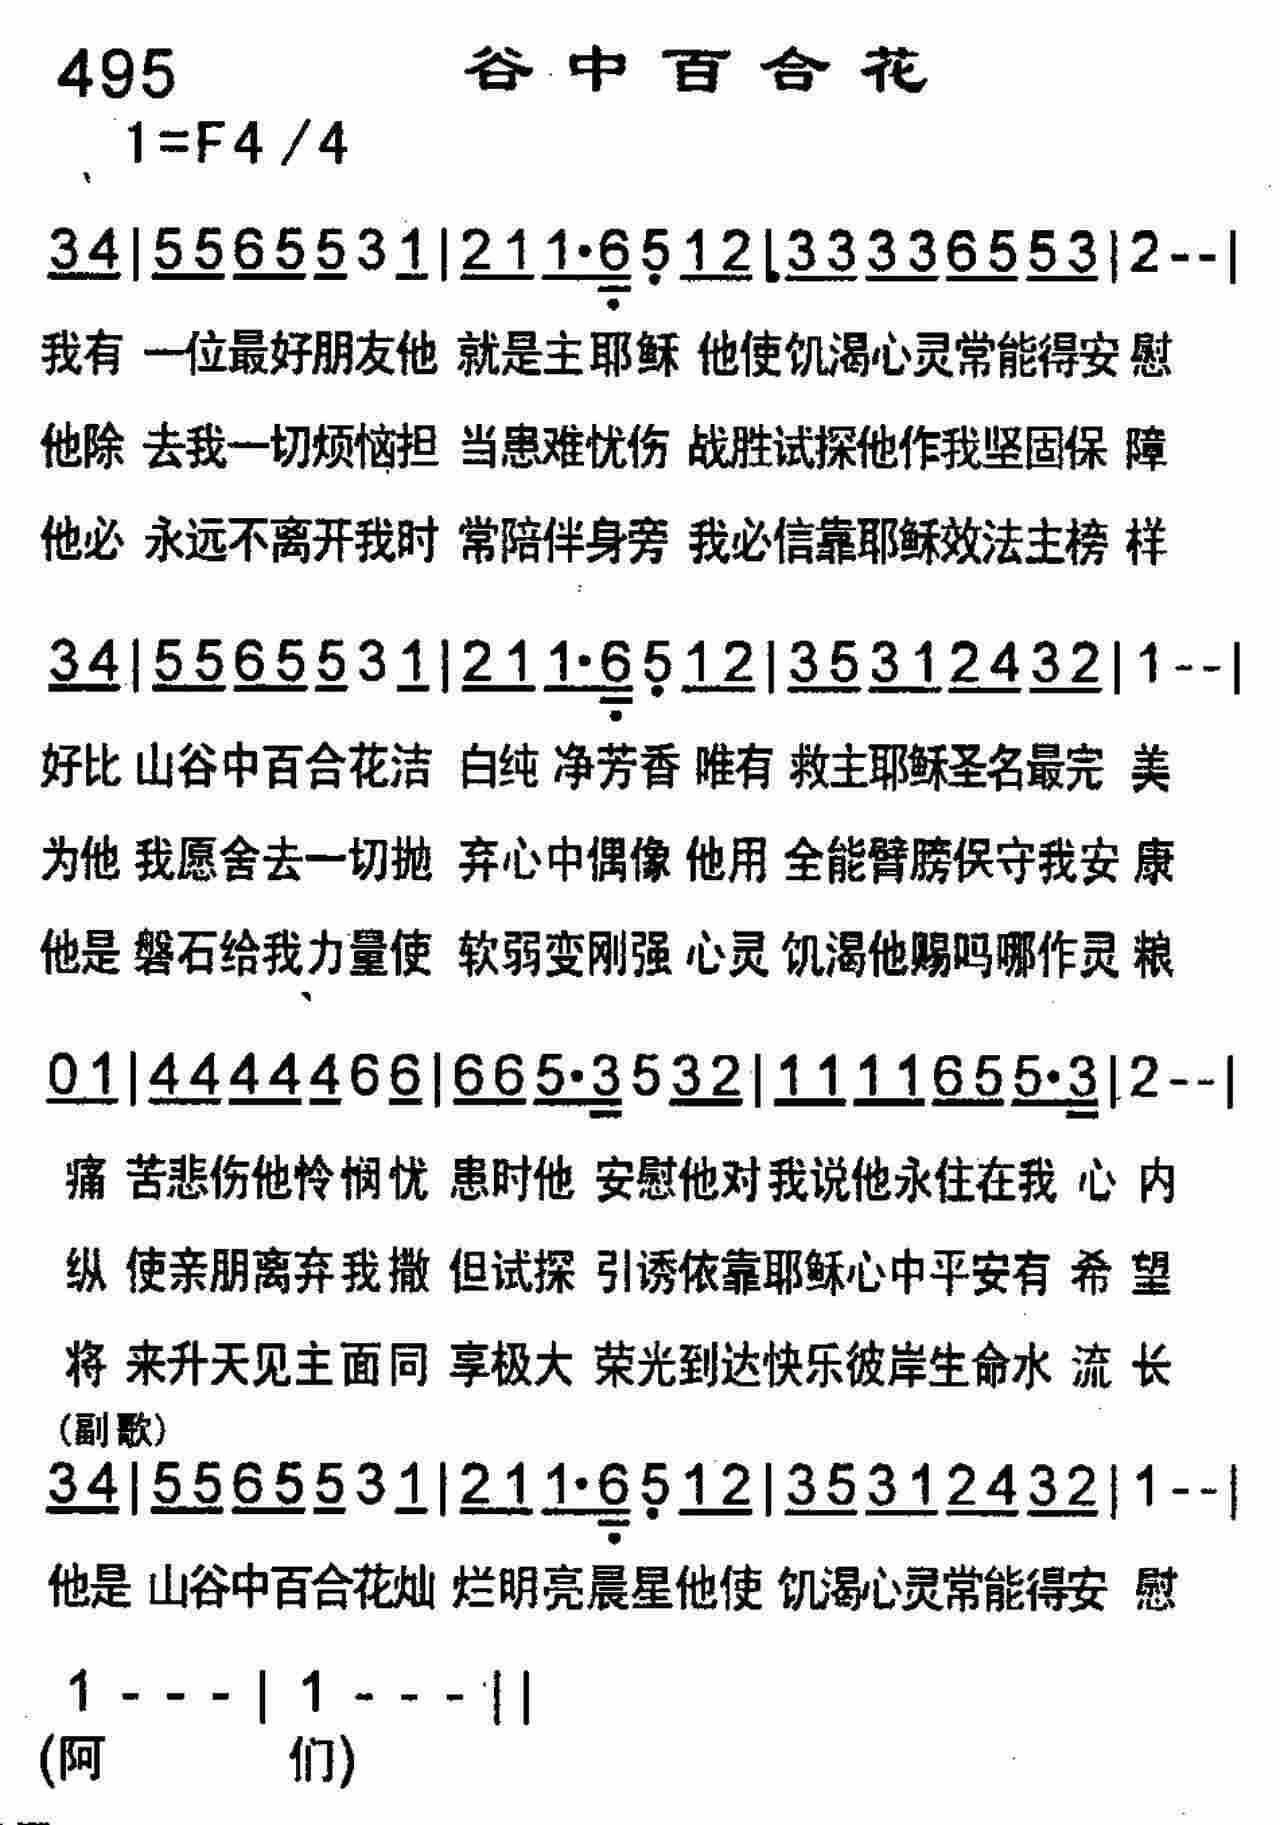 495 谷中百合花
1=F4/4
34|5565531|211·6512|33336553|2--|
我有 一位最好朋友他 就是主耶稣 他使饥渴心灵常能得安慰
他除 去我一切烦恼担 当患难忧伤 战胜试探他作我坚固保障
他必 永远不离开我时 常陪伴身旁 我必信靠耶稣效法主榜样
34|5565531|211·6512|35312432|1--|
好比 山谷中百合花洁 白纯净芳香 唯有 救主耶稣圣名最完美
为他 我愿舍去一切抛 弃心中偶像 他用 全能臂膀保守我安康
他是 磐石给我力量使 软弱变刚强 心灵 饥渴他赐吗哪作灵粮
01|4444466|665·3532|1111655·3|2--|
痛 苦悲伤他怜悯忧 患时他 安慰他对我说他永住在我心内
纵 使亲朋离弃我撒 但试探 引诱依靠耶稣心中平安有希望
将 来升天见主面同 享极大 荣光到达快乐彼岸生命水流长
(副歌)
34|5565531|211·6512|35312432|1--|
他是 山谷中百合花灿 烂明亮晨星他使 饥渴心灵常能得安慰
1---|1---||
(阿 们)